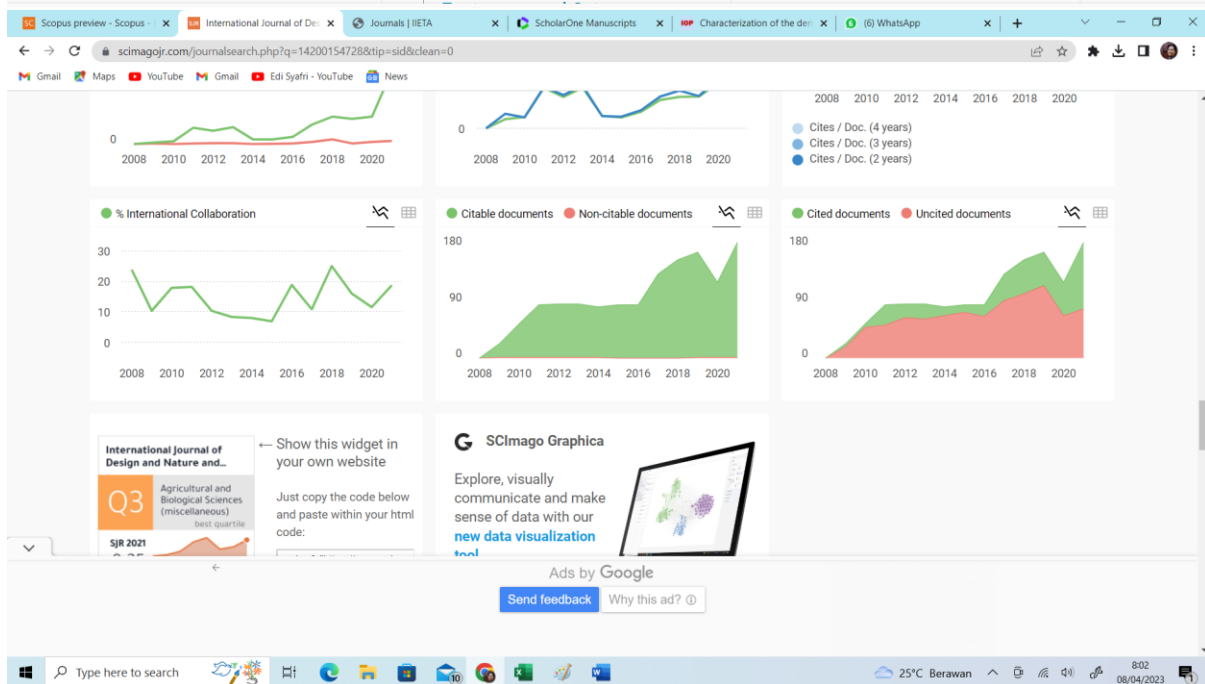 Scopus preview - Scopus -
International Journal of Des
Journals | IIETA
ScholarOne Manuscripts
IOP Characterization of the den
(6) WhatsApp
scimagojr.com/journalsearch.php?q=14200154728&tip=sid&clean=0
Gmail
Maps
YouTube
Gmail
Edi Syafri - YouTube
News
0
2008 2010 2012 2014 2016 2018 2020
0
2008 2010 2012 2014 2016 2018 2020
2008 2010 2012 2014 2016 2018 2020
Cites / Doc. (4 years)
Cites / Doc. (3 years)
Cites / Doc. (2 years)
% International Collaboration
30
20
10
0
2008 2010 2012 2014 2016 2018 2020
Citable documents Non-citable documents
180
90
0
2008 2010 2012 2014 2016 2018 2020
Cited documents Uncited documents
180
90
0
2008 2010 2012 2014 2016 2018 2020
International Journal of
Design and Nature and...
Q3
Agricultural and
Biological Sciences
(miscellaneous)
best quartile
SJR 2021
← Show this widget in
your own website
Just copy the code below
and paste within your html
code:
G SCImago Graphica
Explore, visually
communicate and make
sense of data with our
new data visualization
tool
Ads by Google
Send feedback
Why this ad?
Type here to search
10
25°C Berawan
8:02
08/04/2023
1